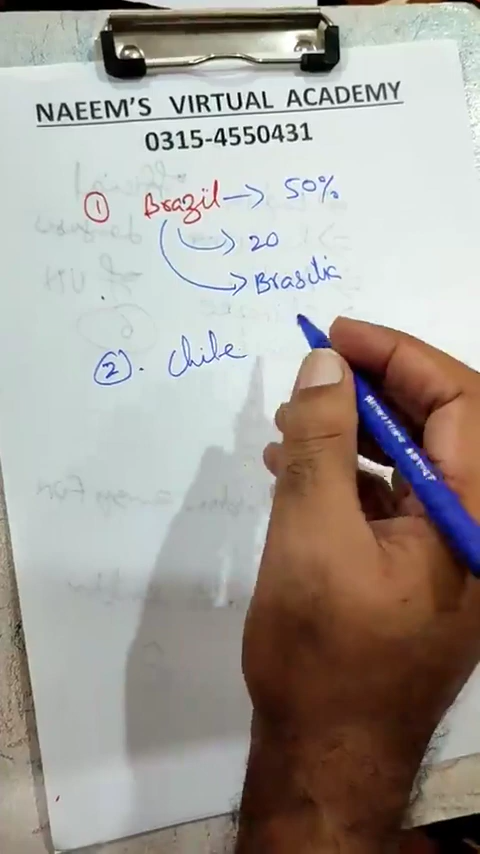 NAEEM'S VIRTUAL ACADEMY
0315-4550431
① Brazil → 50%
→ 20
→ Brasilia
②. Chile